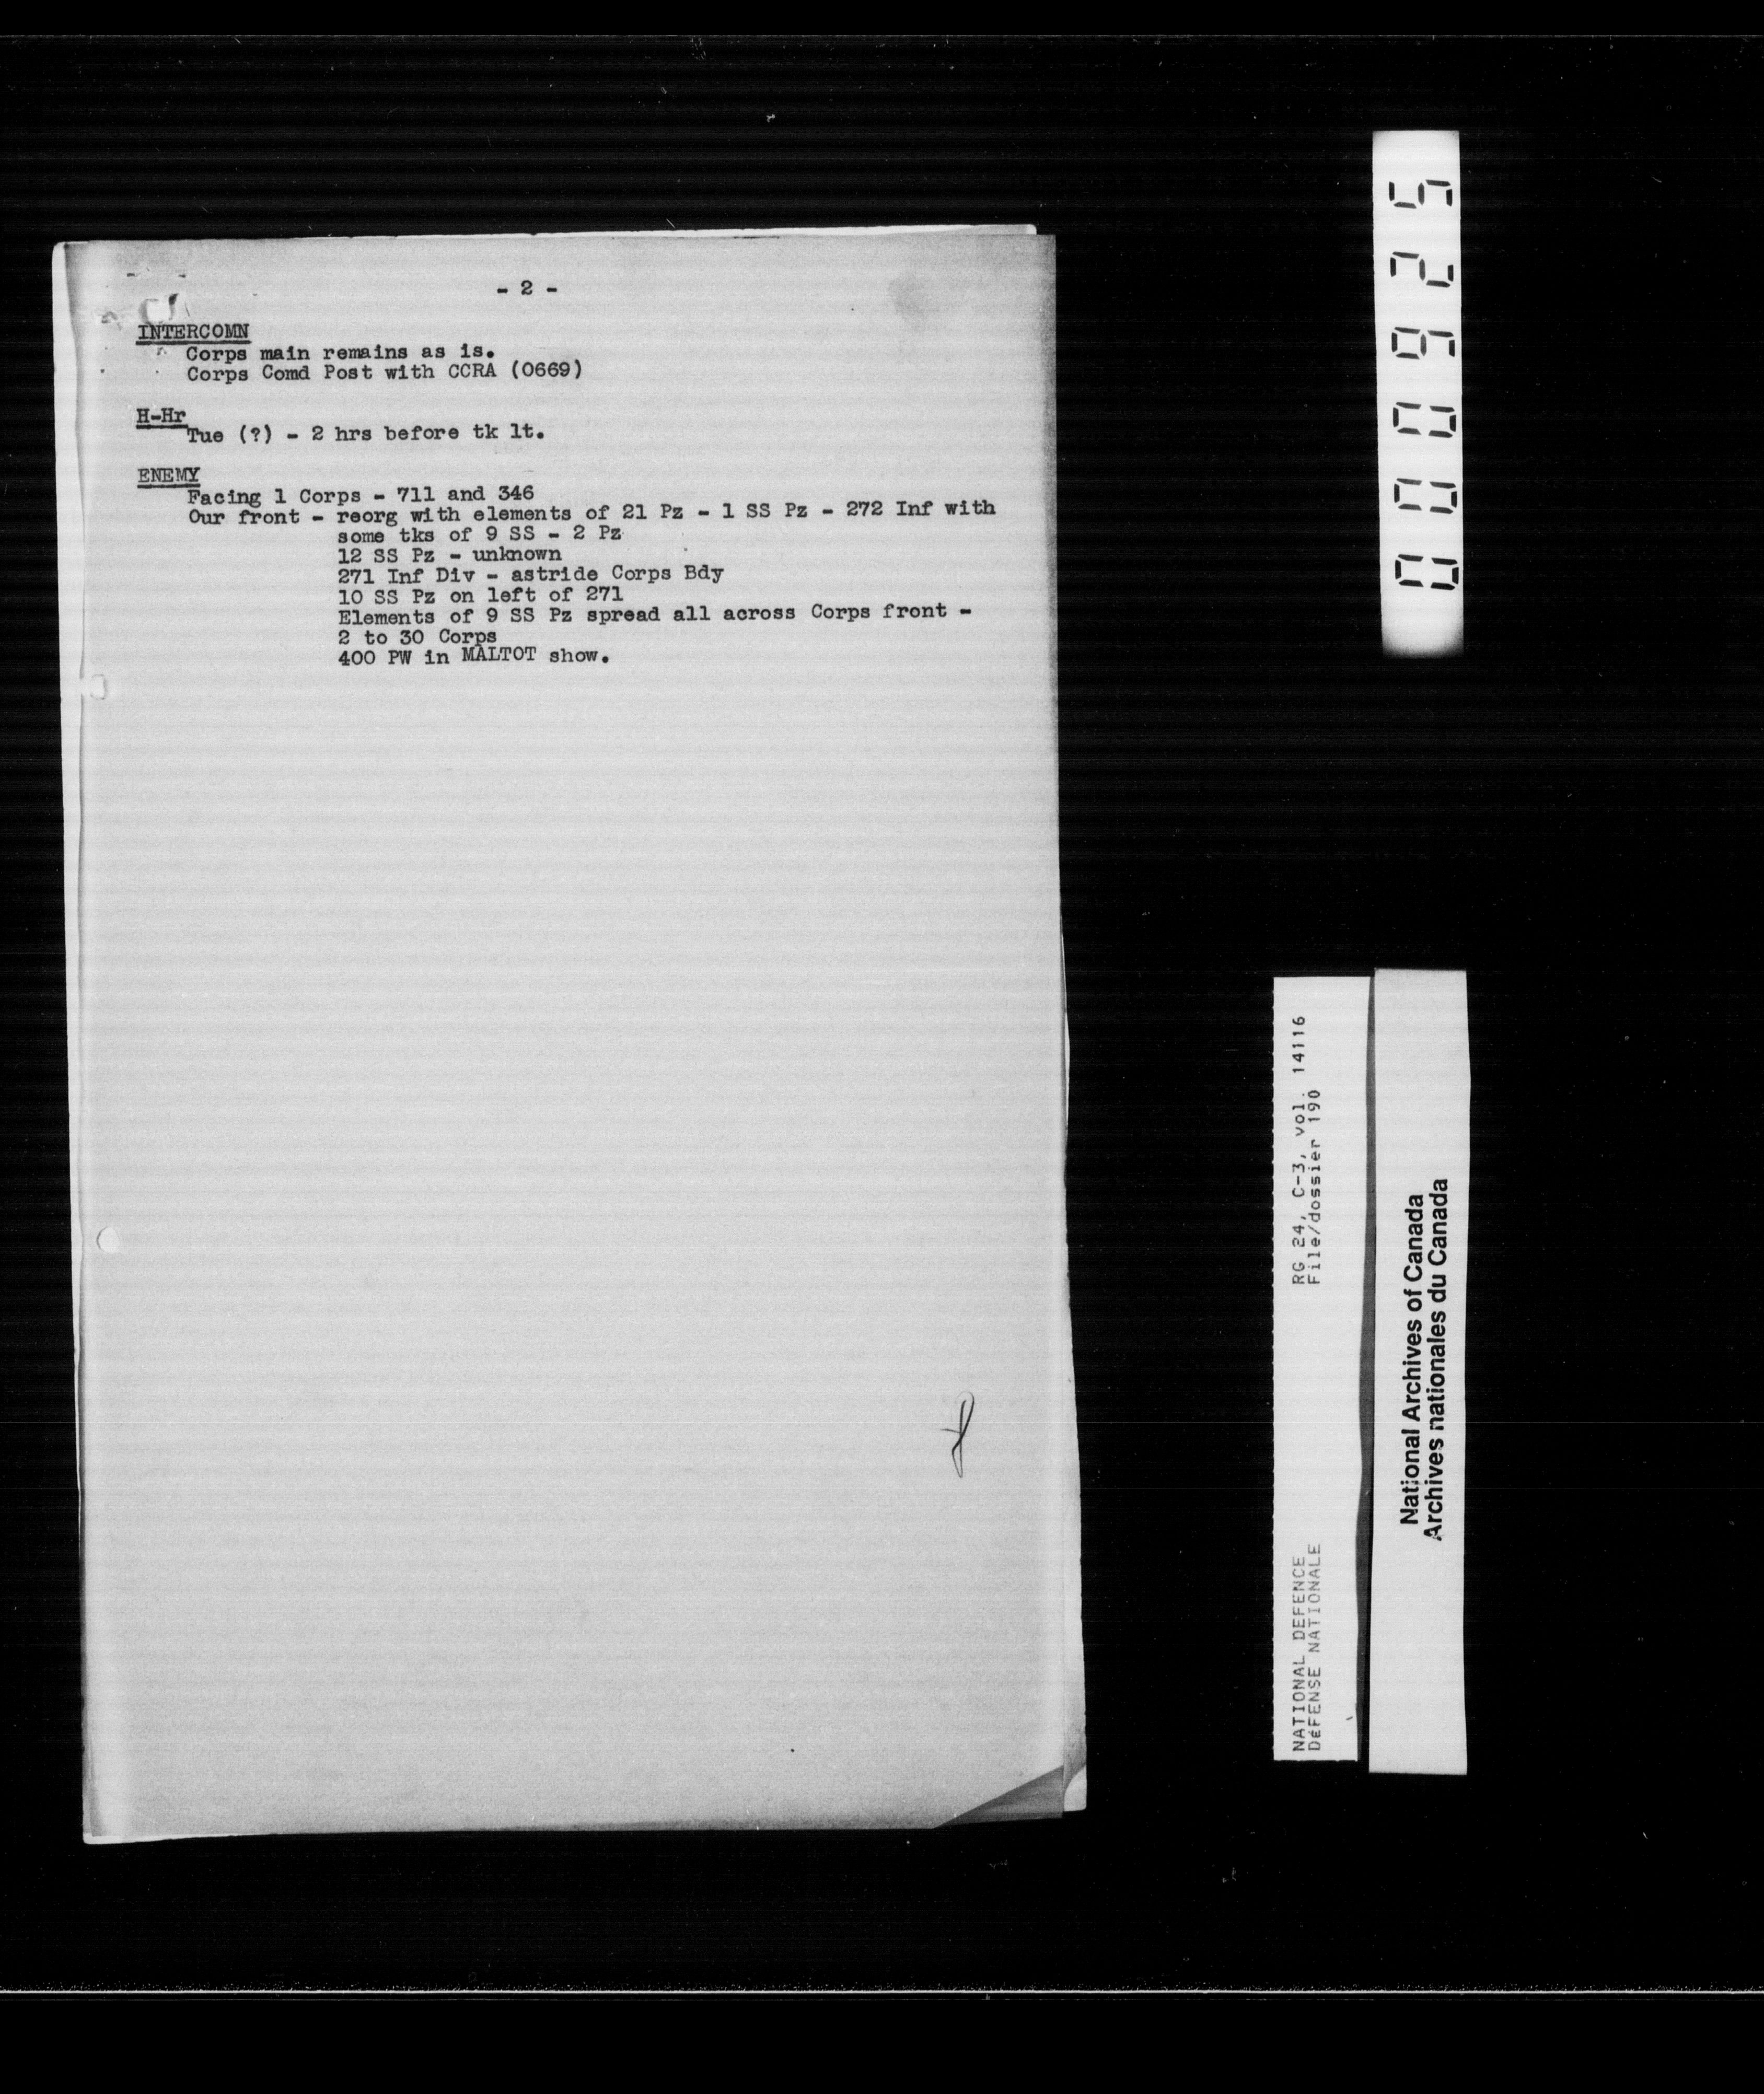 - 2 -
INTERCOMN
Corps main remains as is.
Corps Comd Post with CCRA (0669)
H-Hr
Tue (?) - 2 hrs before tk lt.
ENEMY
Facing 1 Corps - 711 and 346
Our front - reorg with elements of 21 Pz - 1 SS Pz - 272 Inf with
some tks of 9 SS - 2 Pz
12 SS Pz - unknown
271 Inf Div - astride Corps Bdy
10 SS Pz on left of 271
Elements of 9 SS Pz spread all across Corps front -
2 to 30 Corps
400 PW in MALTOT show.
000925
NATIONAL DEFENCE RG 24, C-3, vol. 14116
DéFENSE NATIONALE File/dossier 190
National Archives of Canada
Archives nationales du Canada